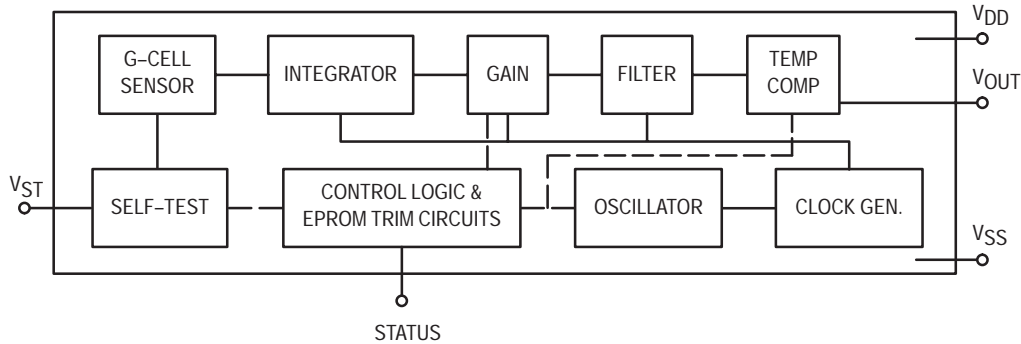 VDD
G–CELL
SENSOR
INTEGRATOR
GAIN
FILTER
TEMP
COMP
VOUT
VST
SELF–TEST
CONTROL LOGIC &
EPROM TRIM CIRCUITS
OSCILLATOR
CLOCK GEN.
VSS
STATUS